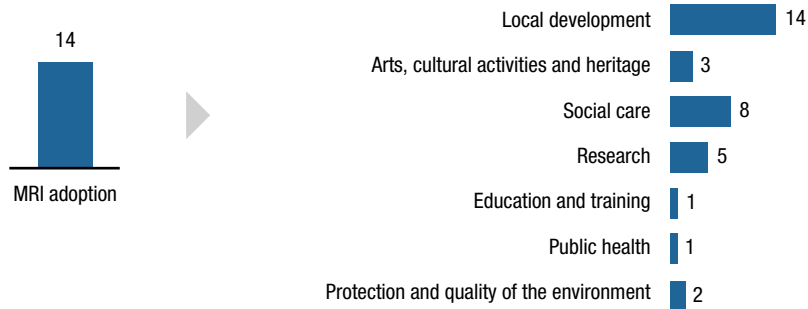 14
MRI adoption
Local development 14
Arts, cultural activities and heritage 3
Social care 8
Research 5
Education and training 1
Public health 1
Protection and quality of the environment 2